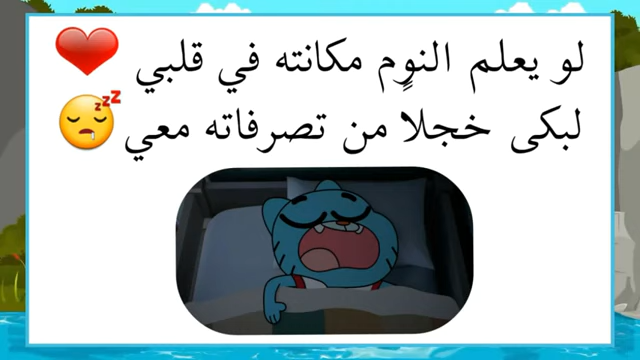 لو يعلم النوم مكانته في قلبي ❤️
لبكى خجلاً من تصرفاته معي 😴